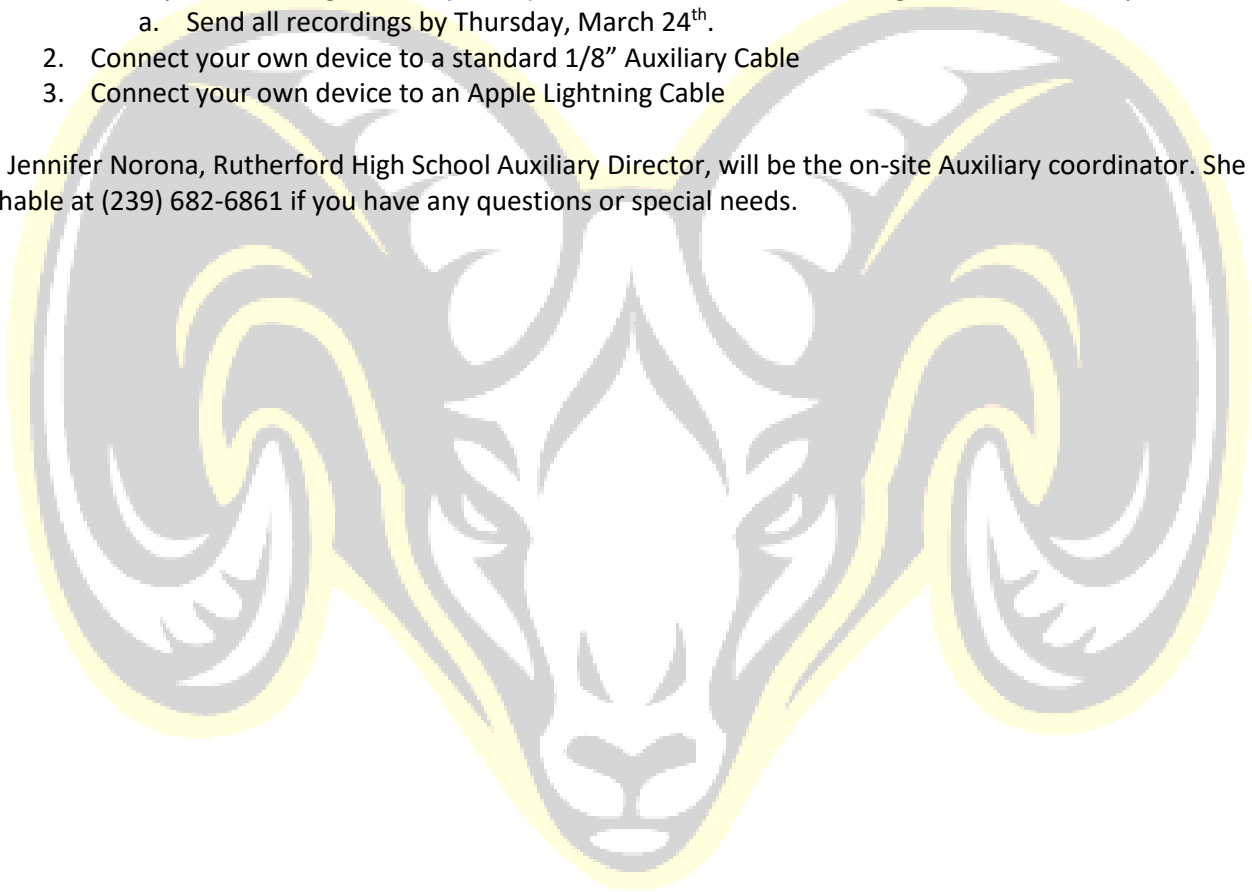 a. Send all recordings by Thursday, March 24th.
2. Connect your own device to a standard 1/8” Auxiliary Cable
3. Connect your own device to an Apple Lightning Cable
Jennifer Norona, Rutherford High School Auxiliary Director, will be the on-site Auxiliary coordinator. She
hable at (239) 682-6861 if you have any questions or special needs.